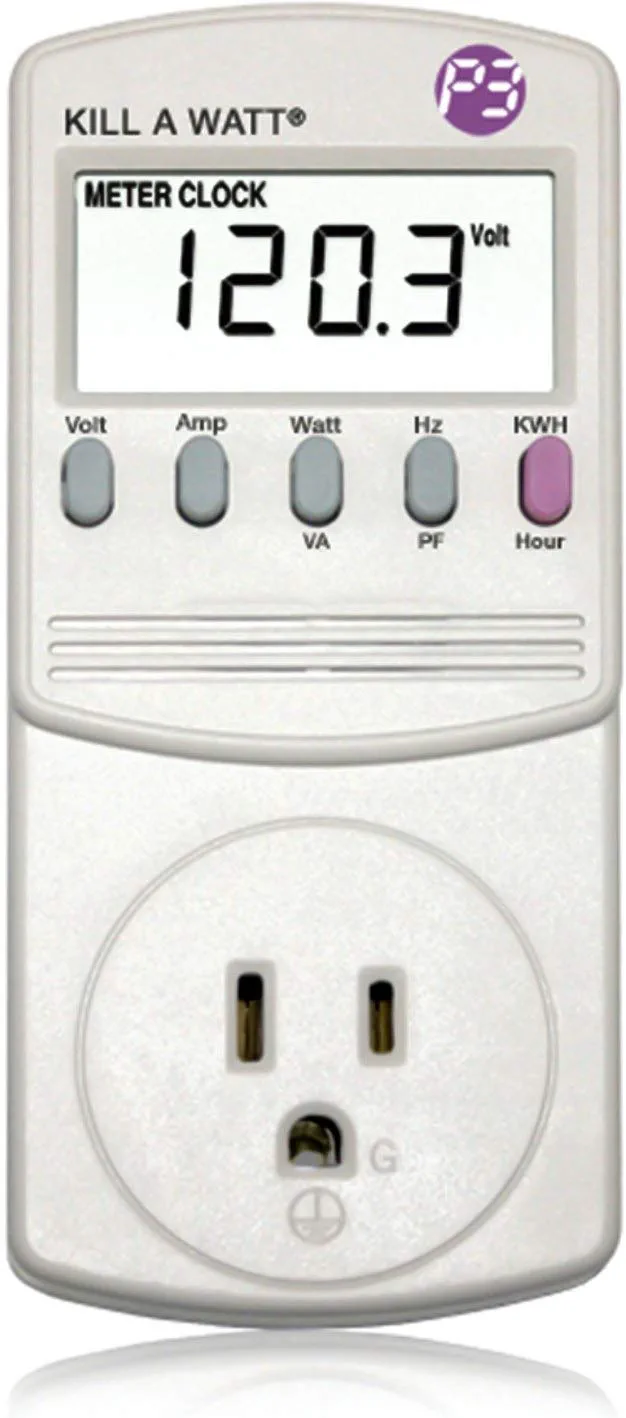 P3
KILL A WATT®
METER CLOCK
120.3 Volt
Volt Amp Watt Hz KWH
VA PF Hour
G